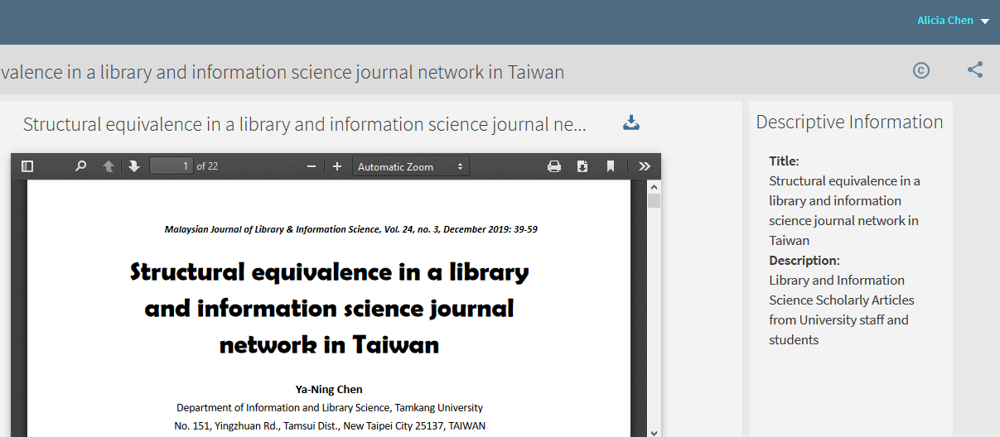 Alicia Chen
valence in a library and information science journal network in Taiwan
Structural equivalence in a library and information science journal ne...
1 of 22
Automatic Zoom
Malaysian Journal of Library & Information Science, Vol. 24, no. 3, December 2019: 39-59
Structural equivalence in a library
and information science journal
network in Taiwan
Ya-Ning Chen
Department of Information and Library Science, Tamkang University
No. 151, Yingzhuan Rd., Tamsui Dist., New Taipei City 25137, TAIWAN
Descriptive Information
Title:
Structural equivalence in a
library and information
science journal network in
Taiwan
Description:
Library and Information
Science Scholarly Articles
from University staff and
students